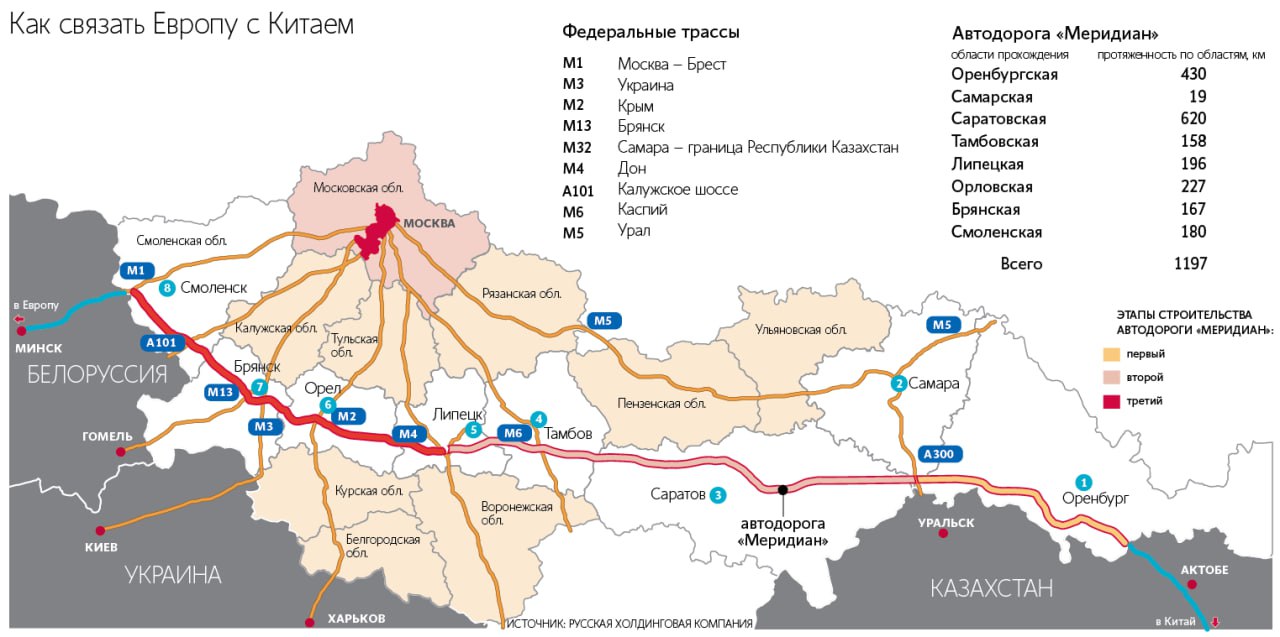 Как связать Европу с Китаем
Федеральные трассы
М1 Москва – Брест
М3 Украина
М2 Крым
М13 Брянск
М32 Самара – граница Республики Казахстан
М4 Дон
А101 Калужское шоссе
М6 Каспий
М5 Урал
Автодорога «Меридиан»
области прохождения протяженность по областям, км
Оренбургская 430
Самарская 19
Саратовская 620
Тамбовская 158
Липецкая 196
Орловская 227
Брянская 167
Смоленская 180
Всего 1197
ЭТАПЫ СТРОИТЕЛЬСТВА
АВТОДОРОГИ «МЕРИДИАН»:
первый
второй
третий
Московская обл.
МОСКВА
Смоленская обл.
М1
8 Смоленск
в Европу
МИНСК
БЕЛОРУССИЯ
А101
Калужская обл.
Тульская
обл.
Рязанская обл.
М5
Ульяновская обл.
М5
Брянск
7
М13
М3
Орел
6
М2
Пензенская обл.
2 Самара
Липецк
5
М4
М6
4
Тамбов
ГОМЕЛЬ
А300
Саратов 3
1
Оренбург
автодорога
«Меридиан»
Курская обл.
Воронежская
обл.
Белгородская
обл.
УРАЛЬСК
КИЕВ
УКРАИНА
КАЗАХСТАН
АКТОБЕ
ХАРЬКОВ
в Китай
ИСТОЧНИК: РУССКАЯ ХОЛДИНГОВАЯ КОМПАНИЯ